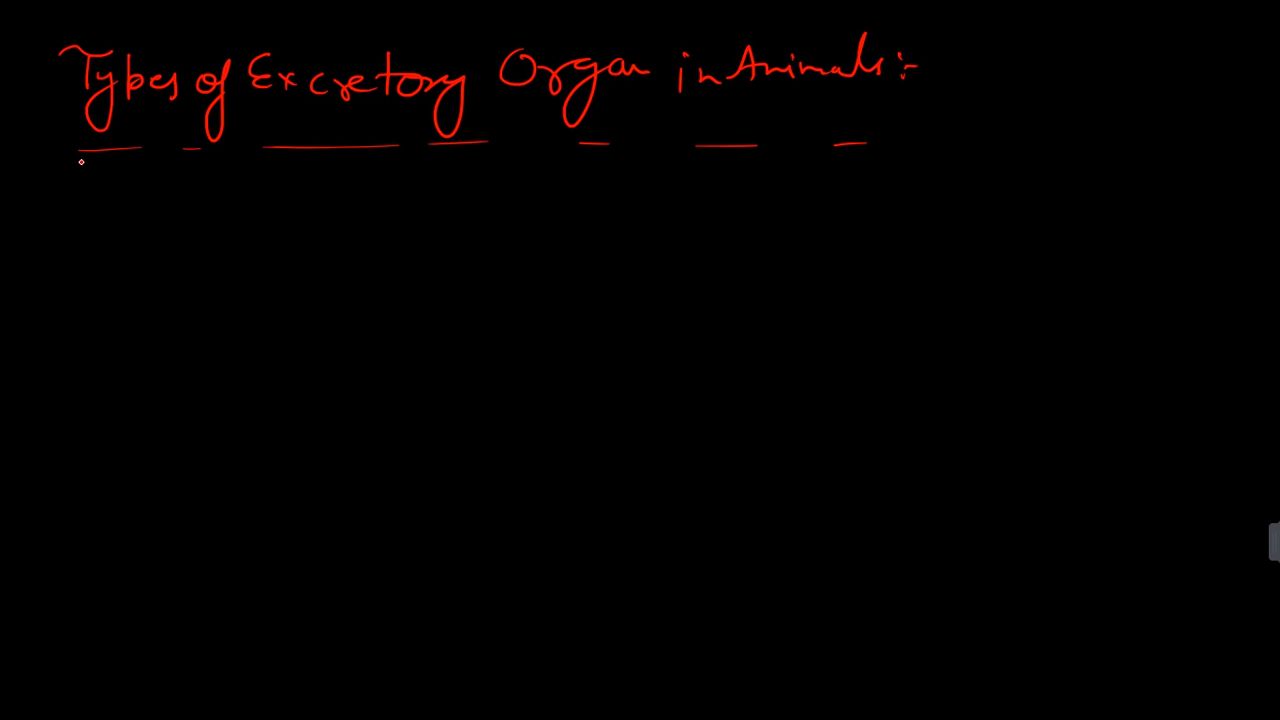 Types of Excretory Organ in Animals :-